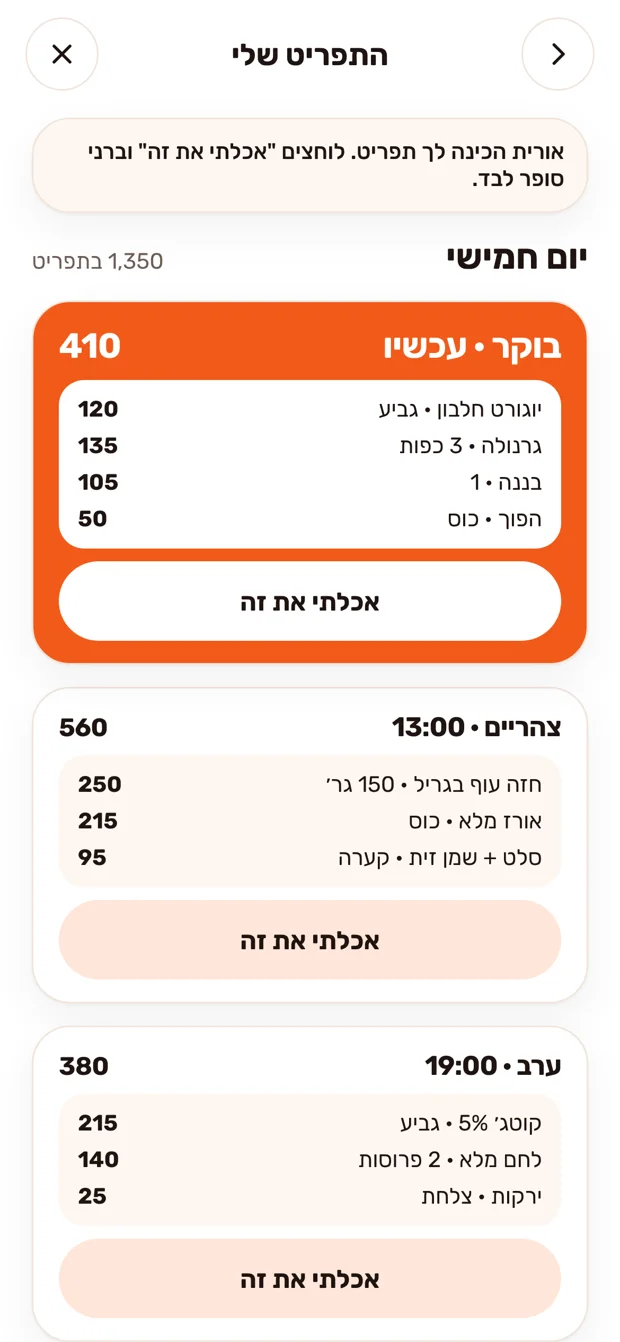 התפריט שלי
אורית הכינה לך תפריט. לוחצים "אכלתי את זה" וברני
סופר לבד.
יום חמישי 1,350 בתפריט
בוקר • עכשיו 410
יוגורט חלבון • גביע 120
גרנולה • 3 כפות 135
בננה • 1 105
הפוך • כוס 50
אכלתי את זה
צהריים • 13:00 560
חזה עוף בגריל • 150 גר׳ 250
אורז מלא • כוס 215
סלט + שמן זית • קערה 95
אכלתי את זה
ערב • 19:00 380
קוטג׳ 5% • גביע 215
לחם מלא • 2 פרוסות 140
ירקות • צלחת 25
אכלתי את זה